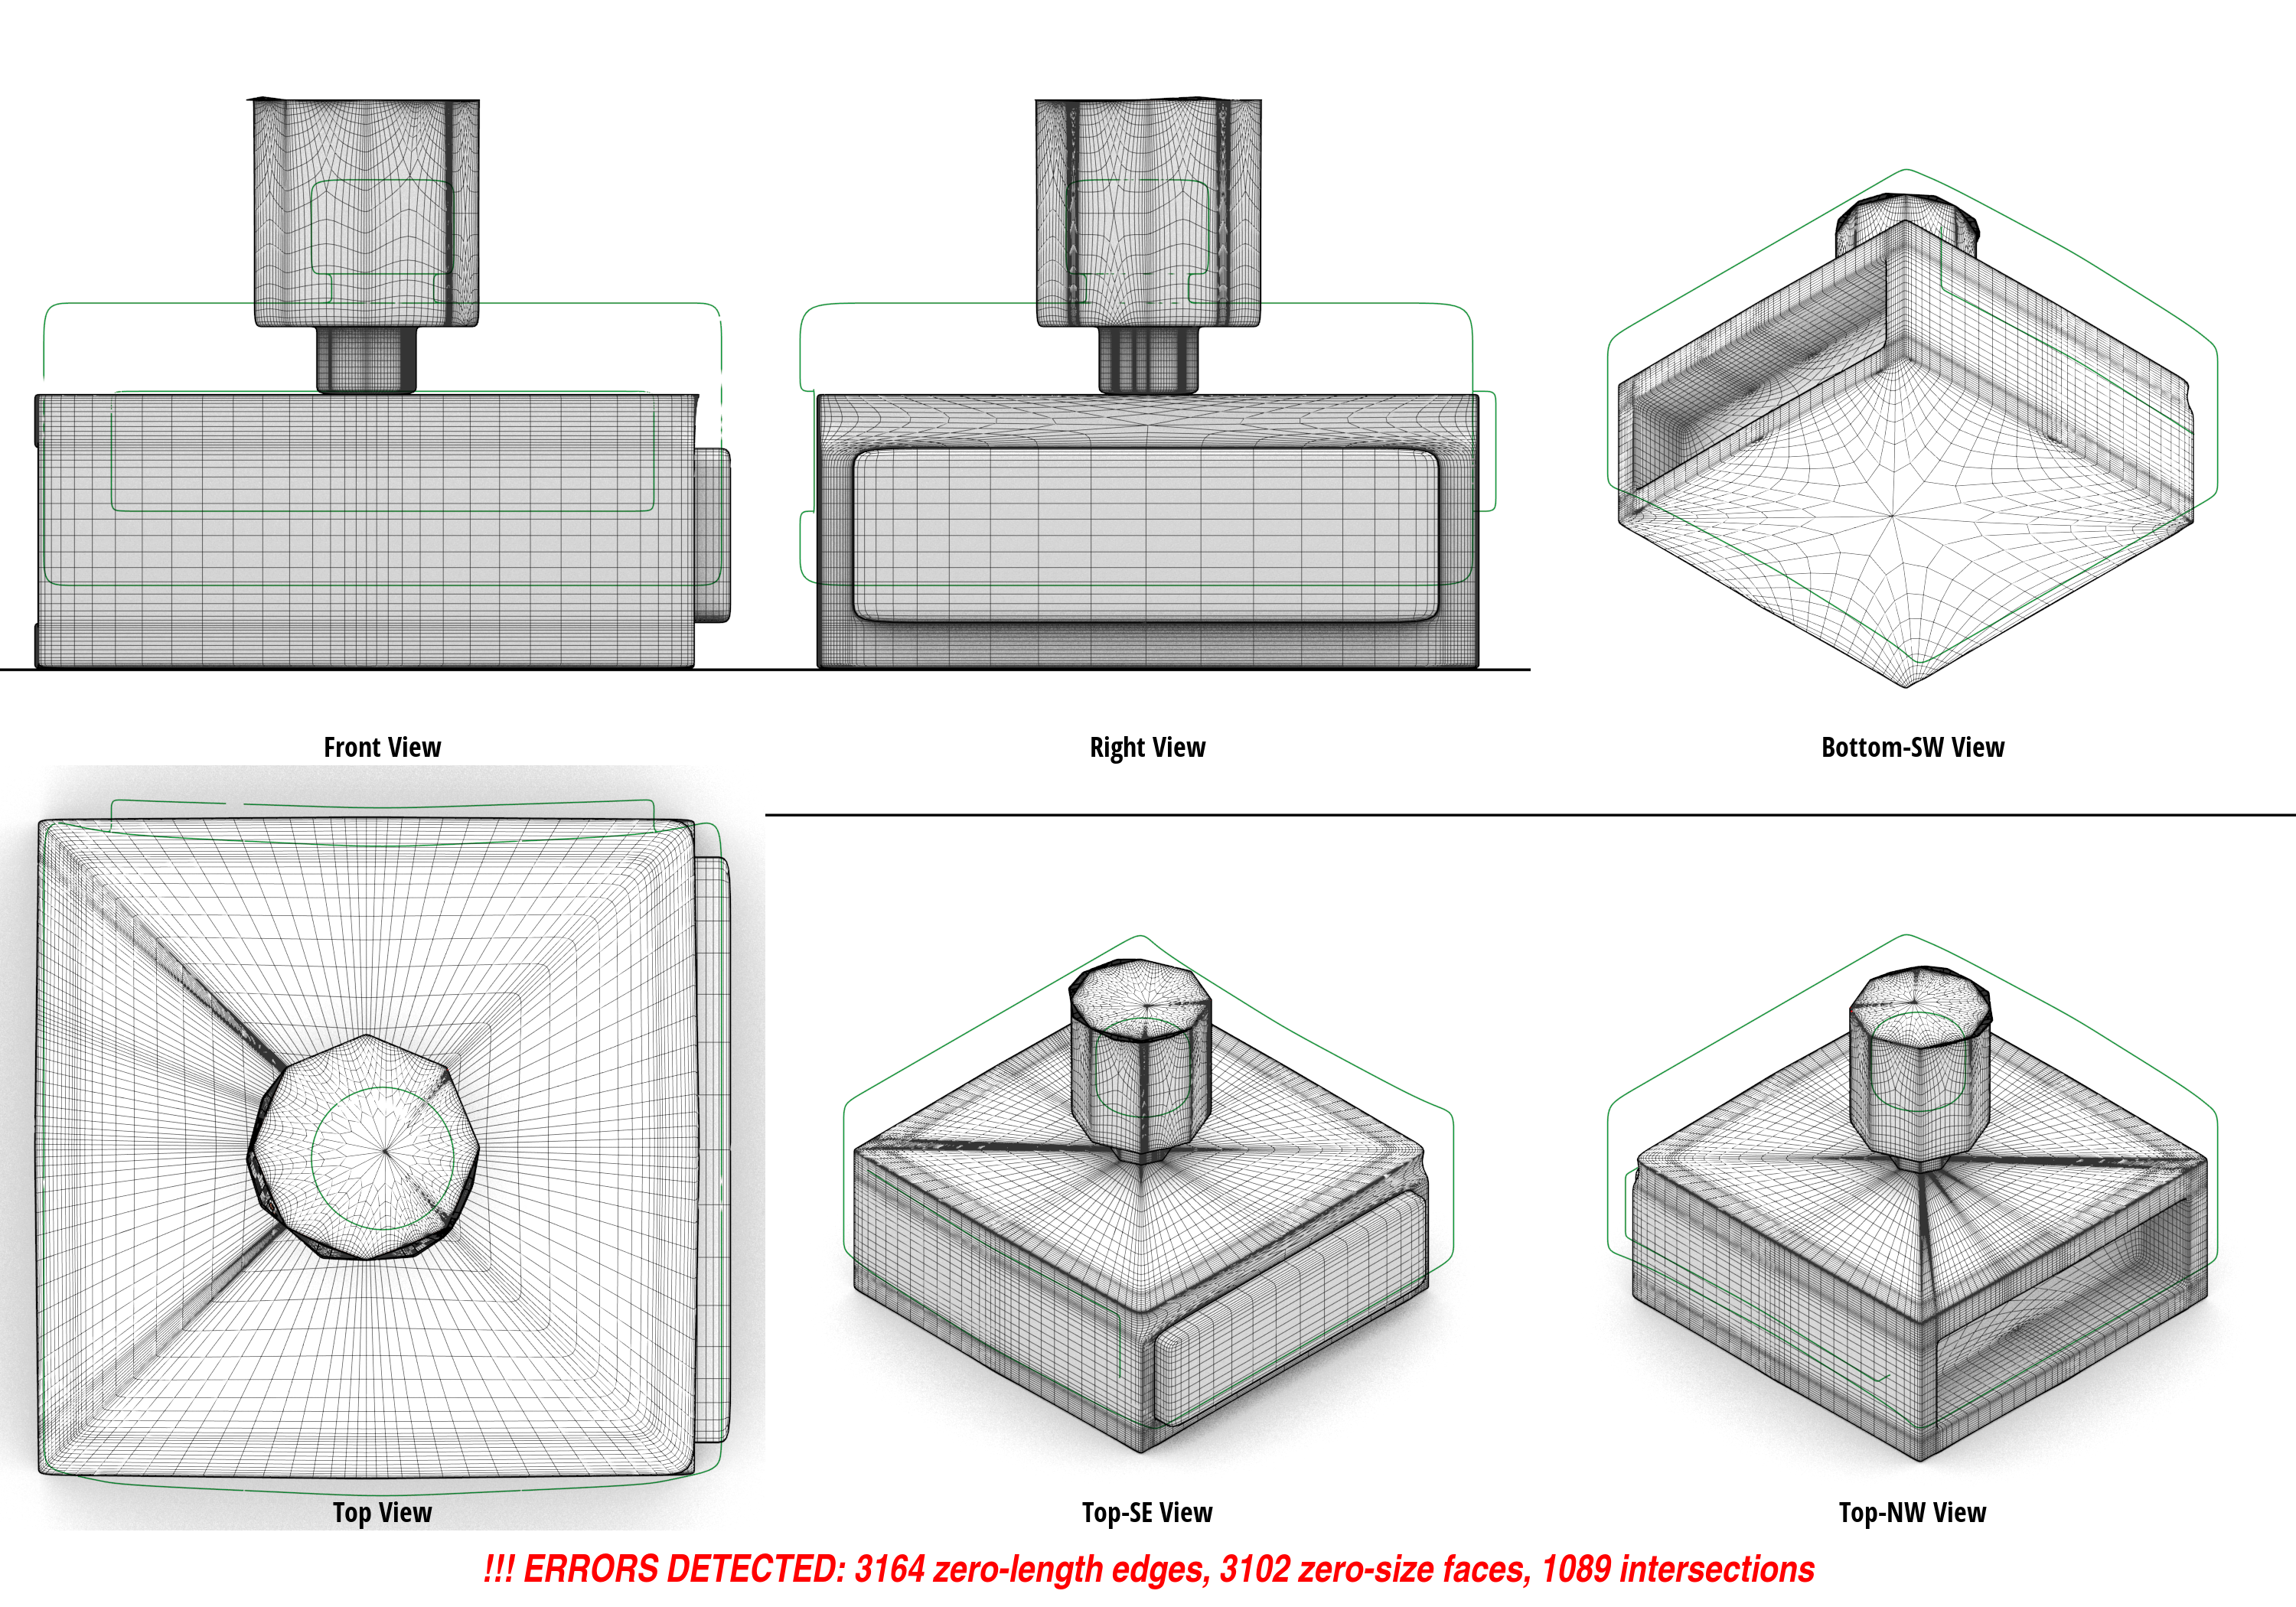 Front View
Right View
Bottom-SW View
Top View
Top-SE View
Top-NW View
!!! ERRORS DETECTED: 3164 zero-length edges, 3102 zero-size faces, 1089 intersections